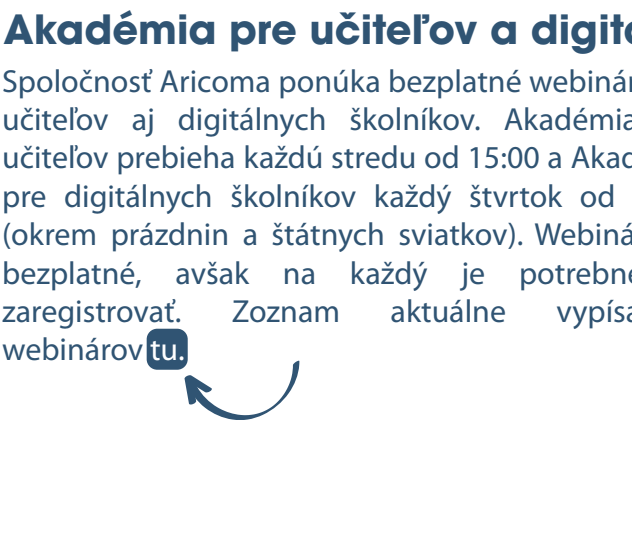 Akadémia pre učiteľov a digit
Spoločnosť Aricoma ponúka bezplatné webinár
učiteľov aj digitálnych školníkov. Akadémia
učiteľov prebieha každú stredu od 15:00 a Akad
pre digitálnych školníkov každý štvrtok od
(okrem prázdnin a štátnych sviatkov). Webiná
bezplatné, avšak na každý je potrebné
zaregistrovať. Zoznam aktuálne vypísa
webinárov tu.